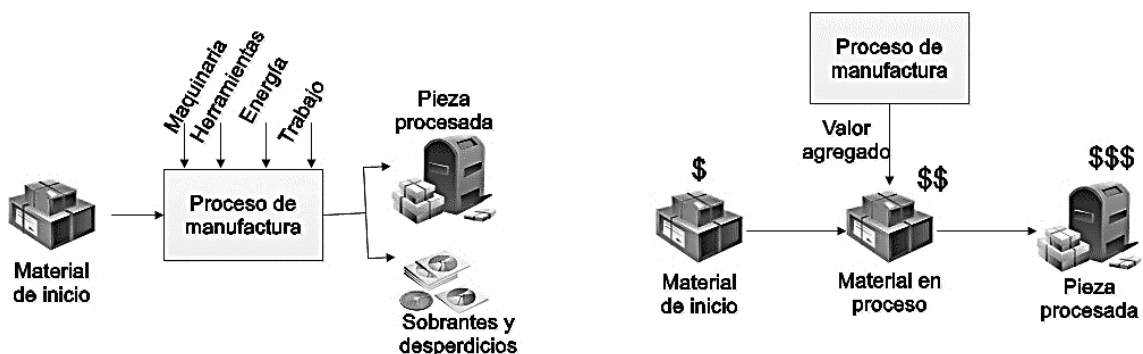 Maquinaria
Herramientas
Energía
Trabajo
Pieza
procesada
Proceso de
manufactura
Material
de inicio
Sobrantes y
desperdicios
Proceso de
manufactura
Valor
agregado
$
$$
$$$
Material
de inicio
Material en
proceso
Pieza
procesada